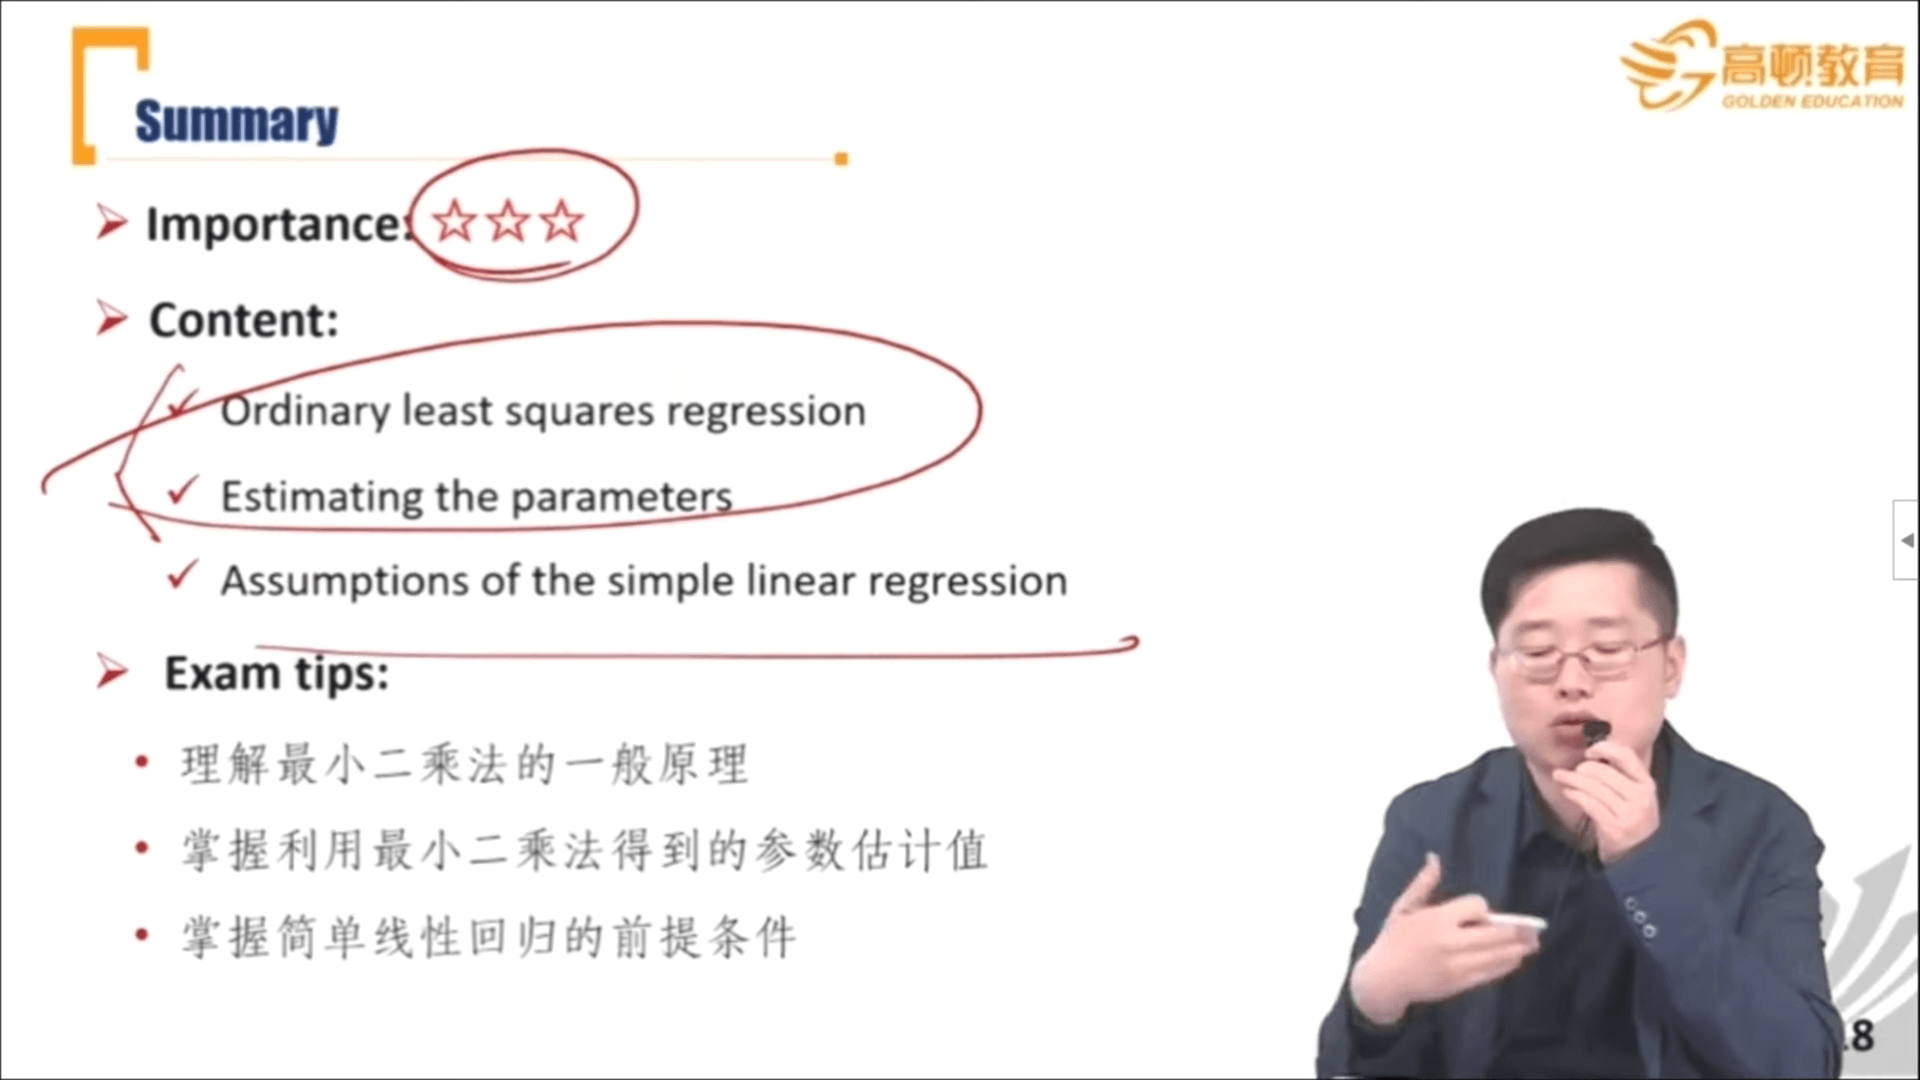 高顿教育
GOLDEN EDUCATION
Summary
Importance: ☆☆☆
Content:
Ordinary least squares regression
Estimating the parameters
Assumptions of the simple linear regression
Exam tips:
理解最小二乘法的一般原理
掌握利用最小二乘法得到的参数估计值
掌握简单线性回归的前提条件